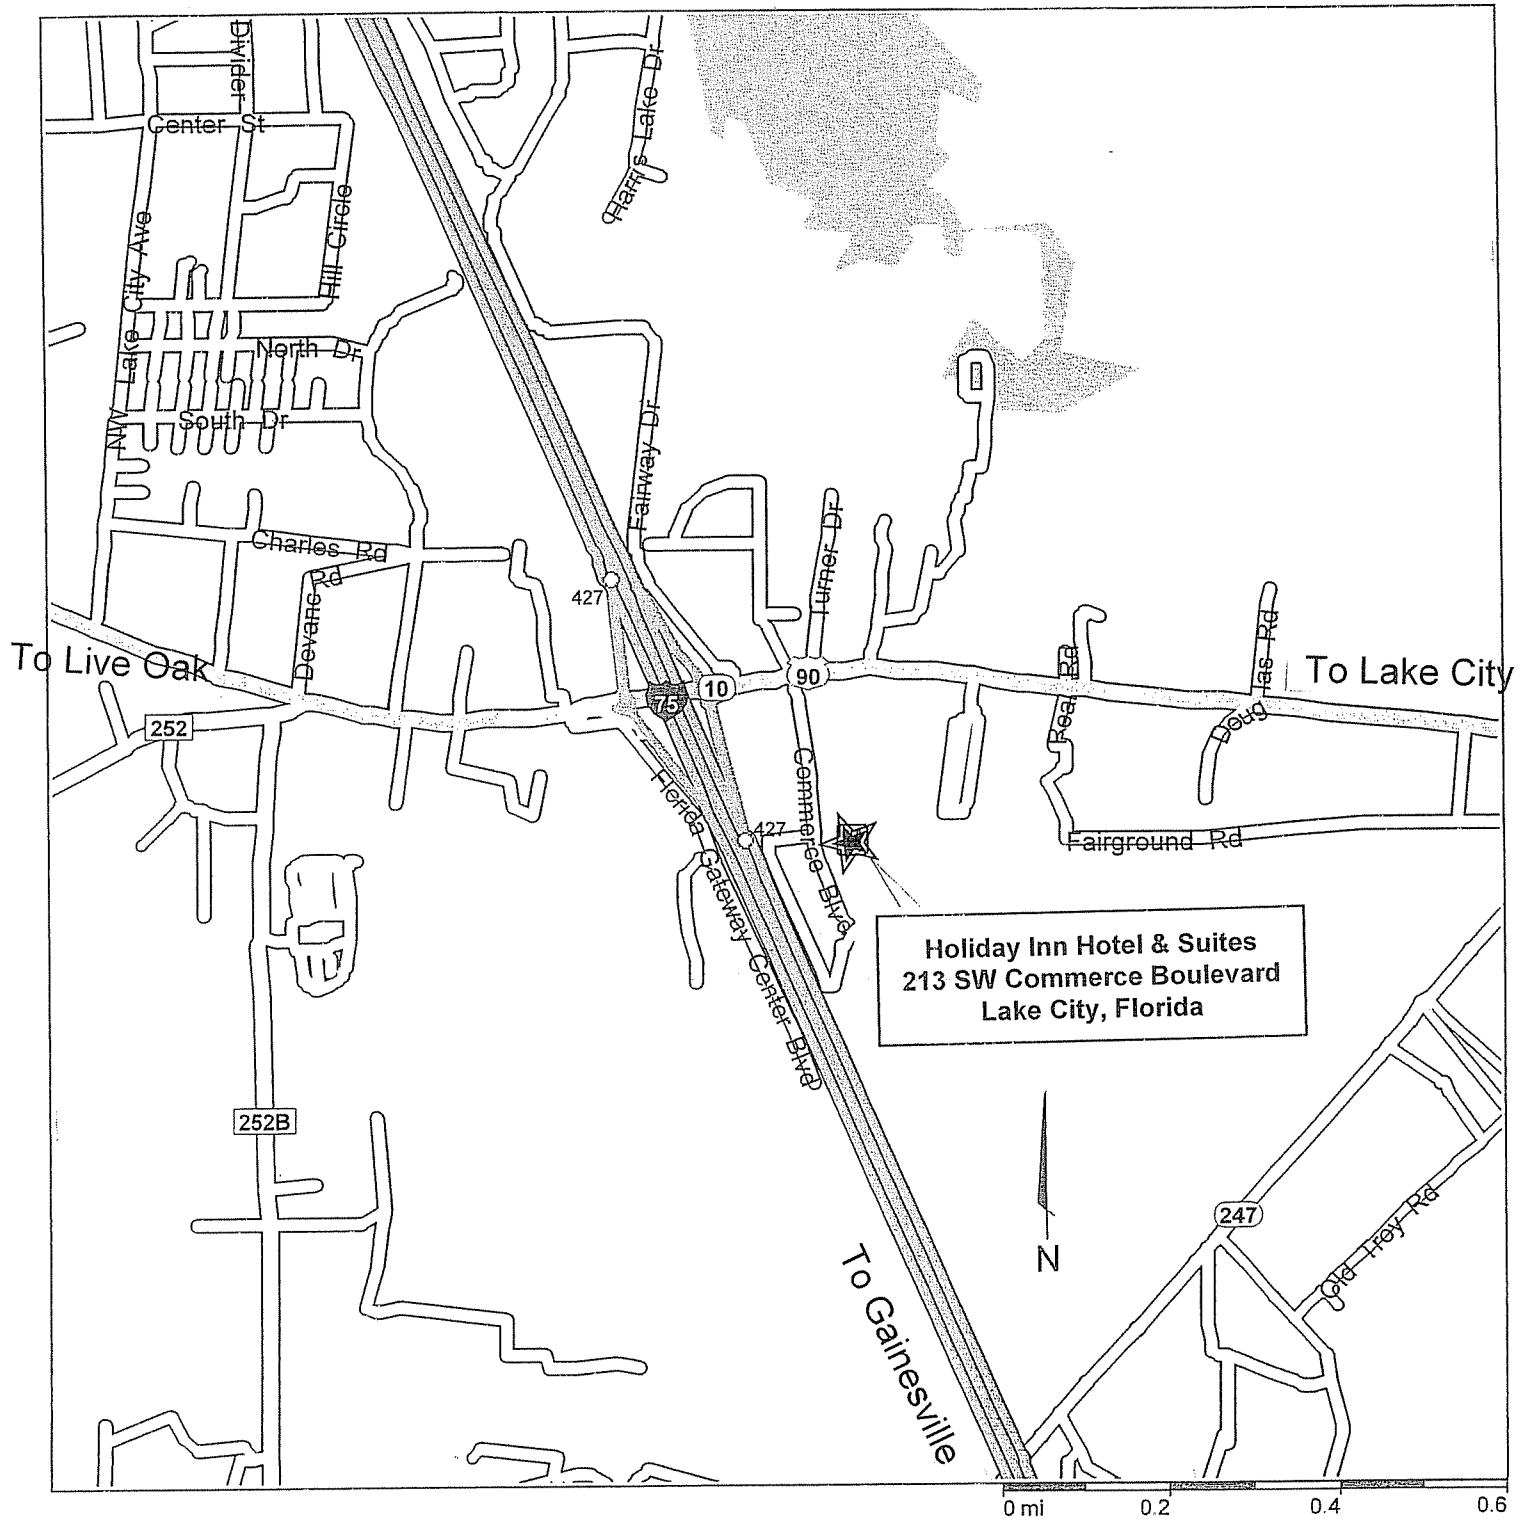 Divider
Center St
Harris Lake Dr
Hill Circle
NW Lake City Ave
North Dr
South Dr
Fairway Dr
Charles Rd
Rd
Devane
Turner Dr
427
To Live Oak
75
10
90
To Lake City
252
Real Rd
Douglas Rd
Florida Gateway Center Blvd
427
Commerce Blvd
Fairground Rd
Holiday Inn Hotel & Suites
213 SW Commerce Boulevard
Lake City, Florida
252B
N
247
Old Troy Rd
To Gainesville
0 mi 0.2 0.4 0.6